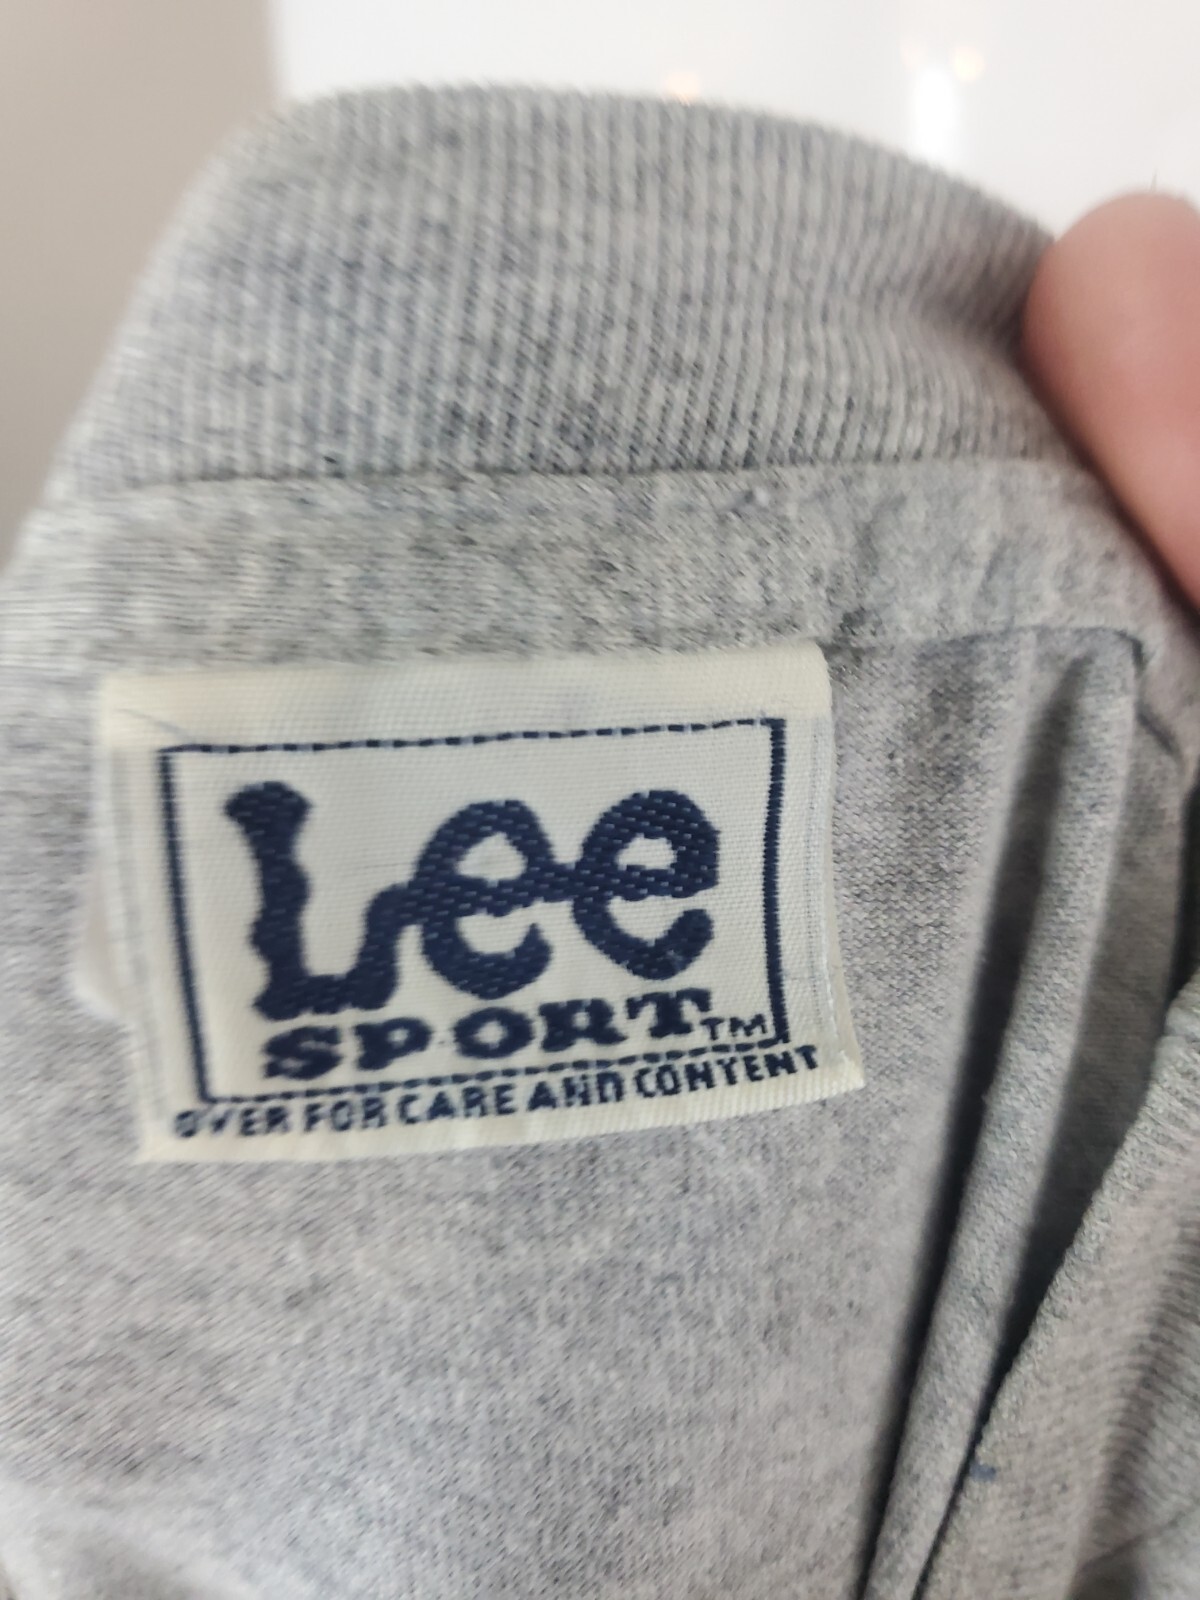 Lee
SPORT™
OVER FOR CARE AND CONTENT